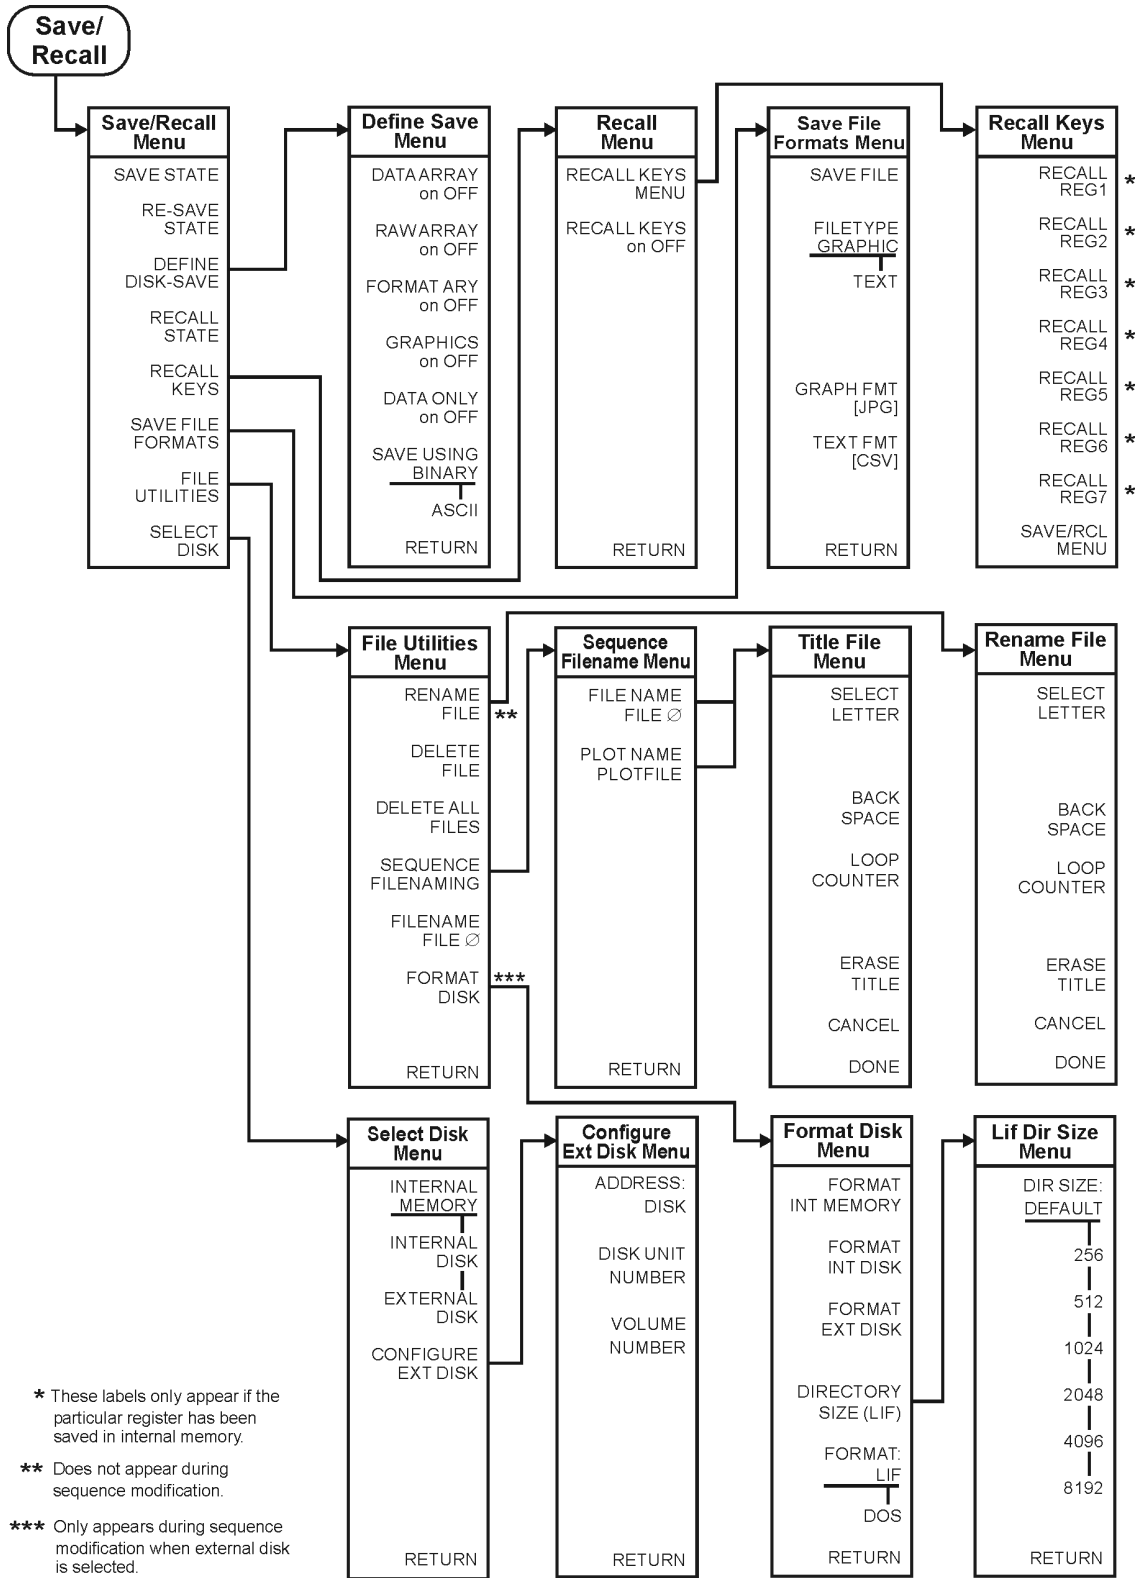 Save/
Recall
Save/Recall
Menu
SAVE STATE
RE-SAVE
STATE
DEFINE
DISK-SAVE
RECALL
STATE
RECALL
KEYS
SAVE FILE
FORMATS
FILE
UTILITIES
SELECT
DISK
Define Save
Menu
DATA ARRAY
on OFF
RAW ARRAY
on OFF
FORMAT ARY
on OFF
GRAPHICS
on OFF
DATA ONLY
on OFF
SAVE USING
BINARY
ASCII
RETURN
Recall
Menu
RECALL KEYS
MENU
RECALL KEYS
on OFF
RETURN
Save File
Formats Menu
SAVE FILE
FILETYPE
GRAPHIC
TEXT
GRAPH FMT
[JPG]
TEXT FMT
[CSV]
RETURN
Recall Keys
Menu
RECALL
REG1 *
RECALL
REG2 *
RECALL
REG3 *
RECALL
REG4 *
RECALL
REG5 *
RECALL
REG6 *
RECALL
REG7 *
SAVE/RCL
MENU
File Utilities
Menu
RENAME
FILE **
DELETE
FILE
DELETE ALL
FILES
SEQUENCE
FILENAMING
FILENAME
FILE ∅
FORMAT ***
DISK
RETURN
Sequence
Filename Menu
FILE NAME
FILE ∅
PLOT NAME
PLOTFILE
RETURN
Title File
Menu
SELECT
LETTER
BACK
SPACE
LOOP
COUNTER
ERASE
TITLE
CANCEL
DONE
Rename File
Menu
SELECT
LETTER
BACK
SPACE
LOOP
COUNTER
ERASE
TITLE
CANCEL
DONE
Select Disk
Menu
INTERNAL
MEMORY
INTERNAL
DISK
EXTERNAL
DISK
CONFIGURE
EXT DISK
RETURN
Configure
Ext Disk Menu
ADDRESS:
DISK
DISK UNIT
NUMBER
VOLUME
NUMBER
RETURN
Format Disk
Menu
FORMAT
INT MEMORY
FORMAT
INT DISK
FORMAT
EXT DISK
DIRECTORY
SIZE (LIF)
FORMAT:
LIF
DOS
RETURN
Lif Dir Size
Menu
DIR SIZE:
DEFAULT
256
512
1024
2048
4096
8192
RETURN
* These labels only appear if the
particular register has been
saved in internal memory.
** Does not appear during
sequence modification.
*** Only appears during sequence
modification when external disk
is selected.